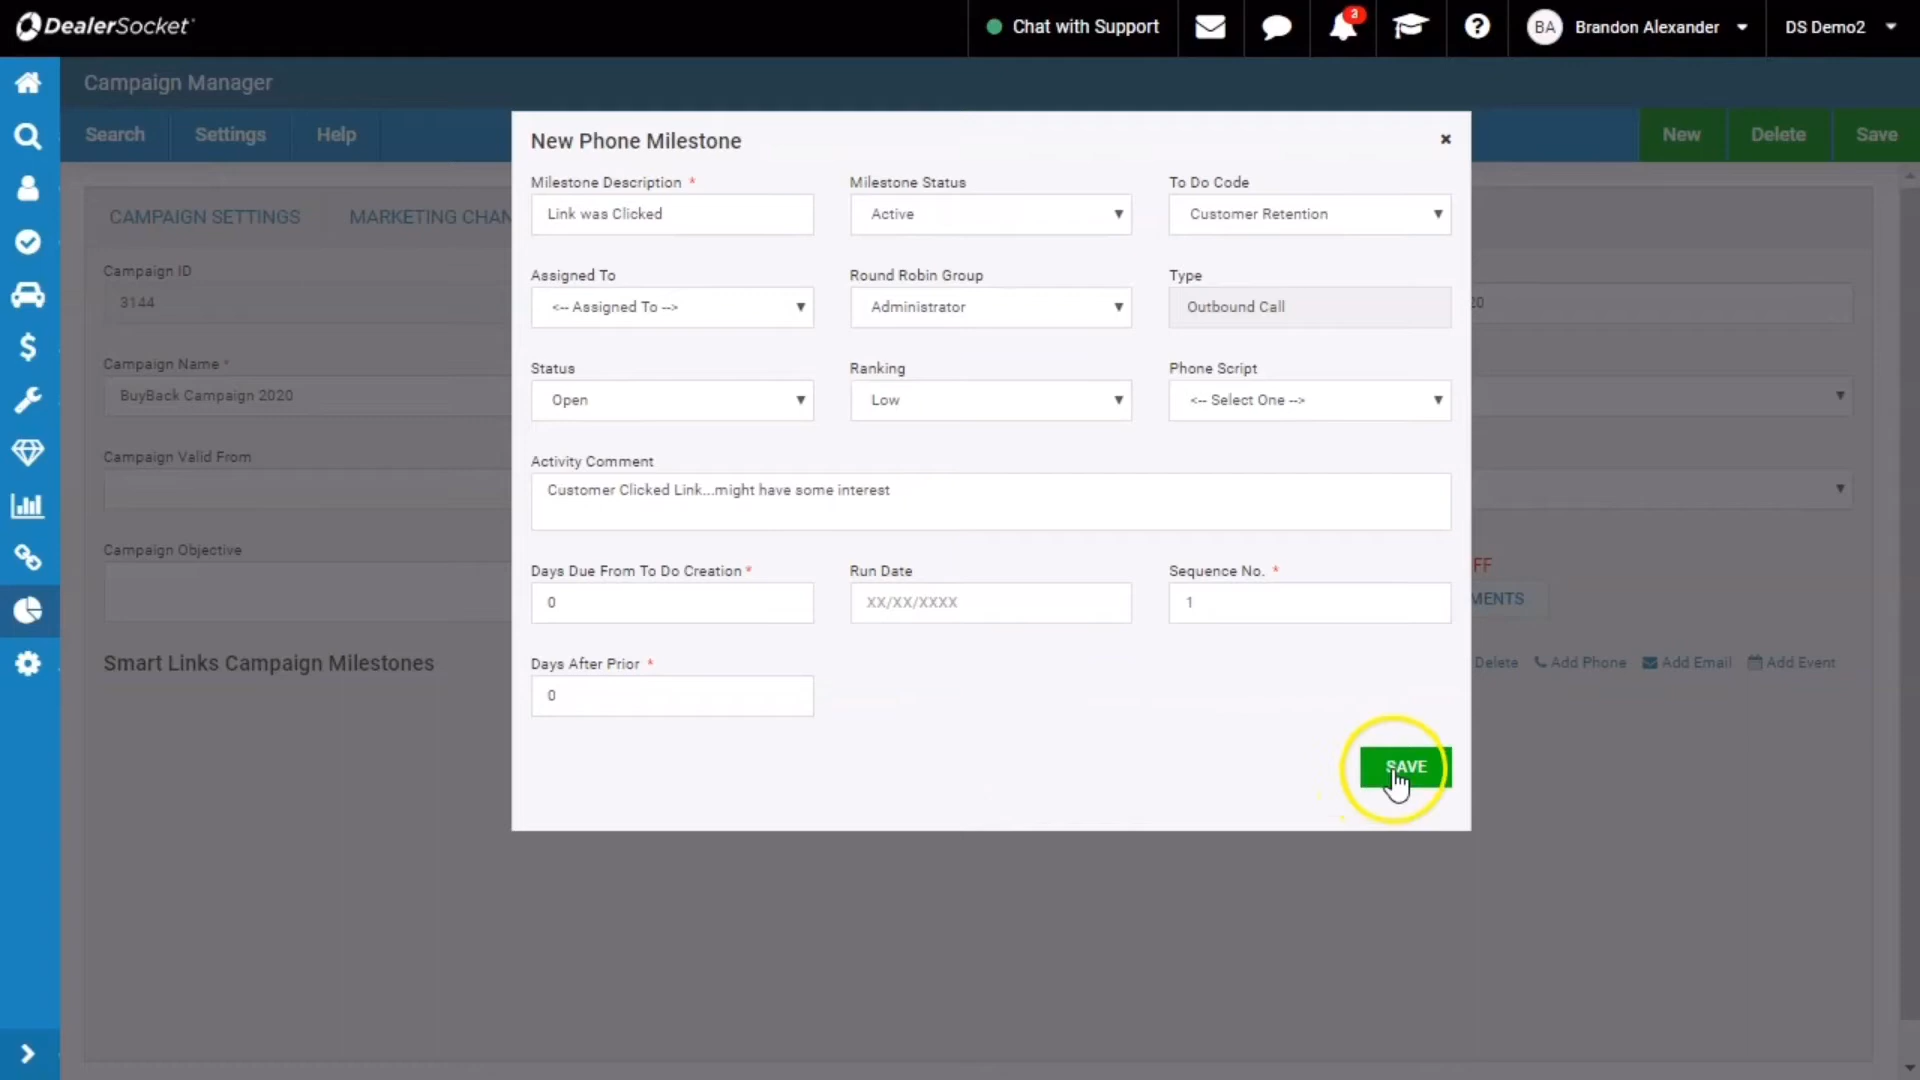 DealerSocket
Chat with Support
3
BA
Brandon Alexander
DS Demo2
Campaign Manager
Search
Settings
Help
New
Delete
Save
CAMPAIGN SETTINGS
MARKETING CHAN
Campaign ID
3144
20
Campaign Name *
BuyBack Campaign 2020
Campaign Valid From
Campaign Objective
FF
MENTS
Smart Links Campaign Milestones
Delete
Add Phone
Add Email
Add Event
New Phone Milestone
×
Milestone Description *
Milestone Status
To Do Code
Link was Clicked
Active
Customer Retention
Assigned To
Round Robin Group
Type
<-- Assigned To -->
Administrator
Outbound Call
Status
Ranking
Phone Script
Open
Low
<-- Select One -->
Activity Comment
Customer Clicked Link...might have some interest
Days Due From To Do Creation *
Run Date
Sequence No. *
0
XX/XX/XXXX
1
Days After Prior *
0
SAVE